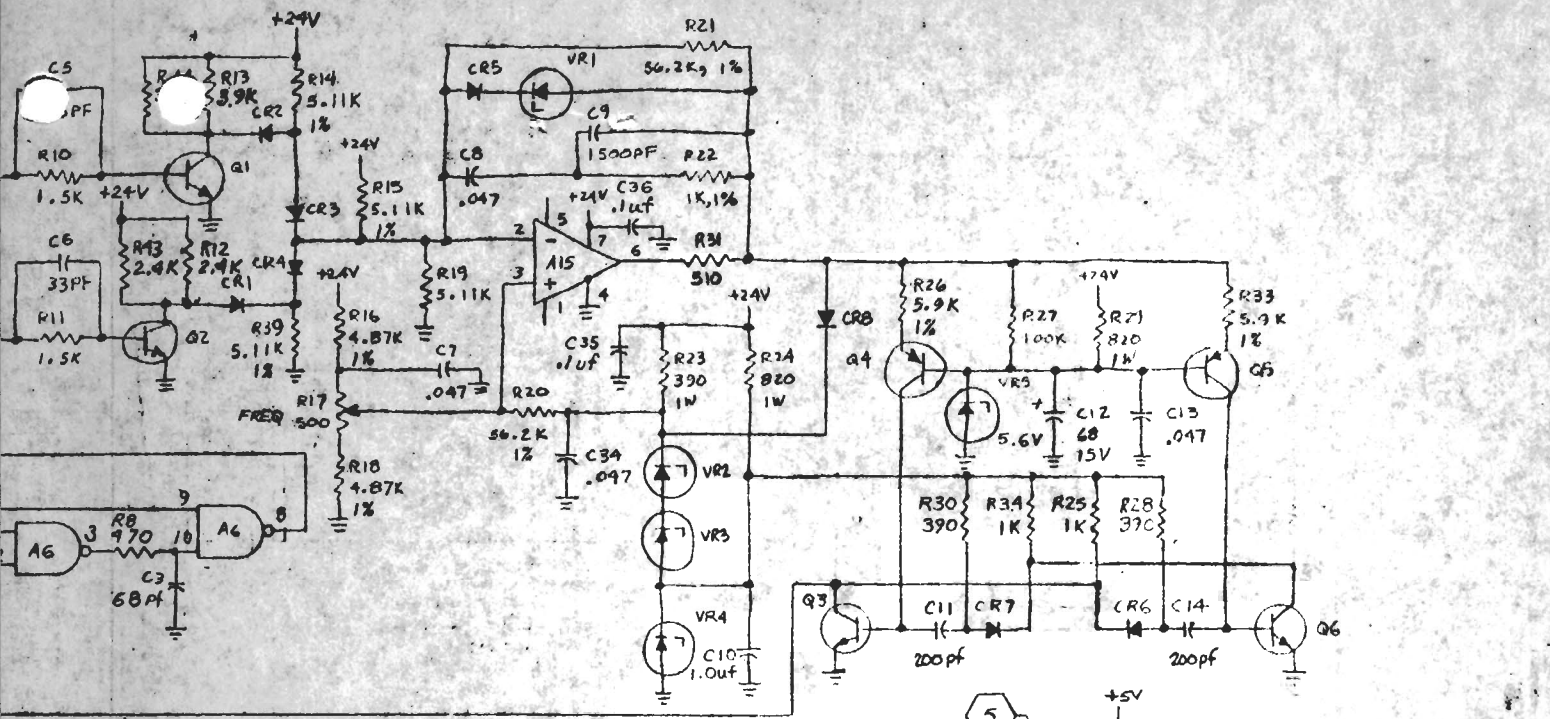 +24V
C5
PF
R13
3.9K
R14
5.11K
1%
CR2
Q1
R10
1.5K
+24V
R43
2.4K
R12
2.4K
CR1
C6
33PF
R11
1.5K
Q2
CR3
CR4
R39
5.11K
1%
+24V
R15
5.11K
1%
+24V
R16
4.87K
1%
R17
500
FREQ
R18
4.87K
1%
C7
.047
R19
5.11K
R20
56.2K
1%
C34
.047
R21
56.2K, 1%
CR5
VR1
C9
1500PF
C8
.047
R22
1K,1%
+24V
C36
.1uf
2
5
7
6
A15
3
1
4
-
+
R31
510
+24V
C35
.1uf
R23
390
1W
R24
820
1W
CR8
VR2
VR3
VR4
C10
1.0uf
R26
5.9K
1%
Q4
R27
100K
+24V
820
1W
R33
5.9K
1%
Q5
VR5
5.6V
+
C12
68
15V
C13
.047
R30
390
R34
1K
R25
1K
R28
Q3
C11
200pf
CR7
CR6
C14
200pf
Q6
A6
3
R8
470
9
10
A6
8
C3
68pf
5
+5V